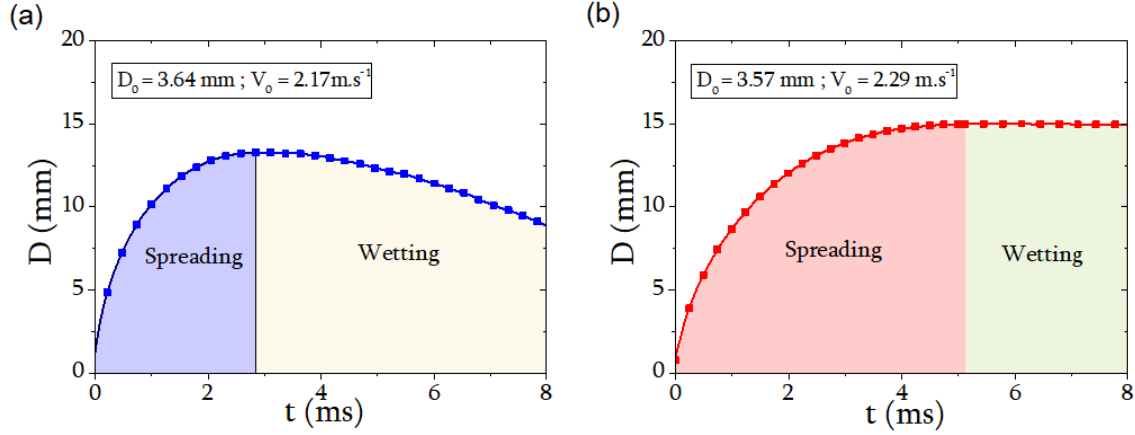 (a)
20
15
10
5
0
D (mm)
D₀ = 3.64 mm ; V₀ = 2.17m.s⁻¹
Spreading
Wetting
0
2
4
6
8
t (ms)
(b)
20
15
10
5
0
D (mm)
D₀ = 3.57 mm ; V₀ = 2.29 m.s⁻¹
Spreading
Wetting
0
2
4
6
8
t (ms)